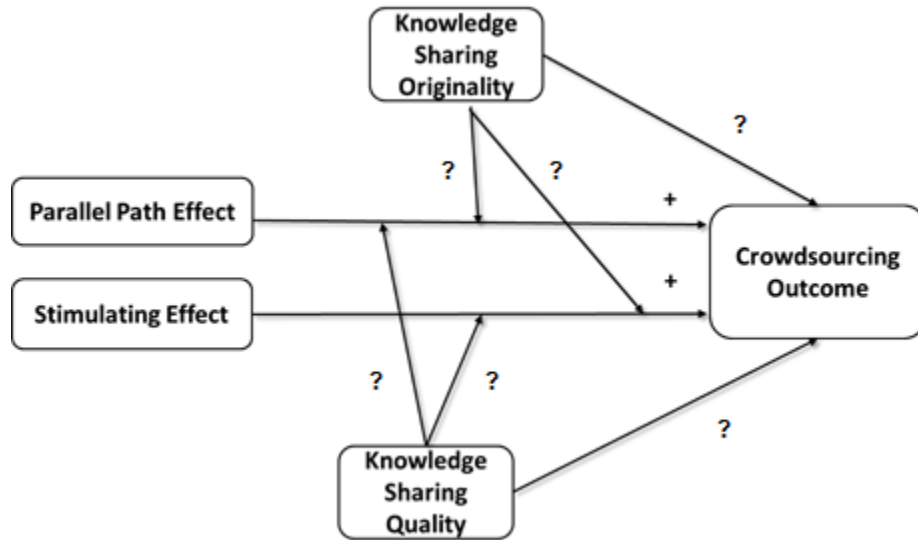 Knowledge
Sharing
Originality
?
?
?
Parallel Path Effect
+
Crowdsourcing
Outcome
+
Stimulating Effect
?
?
?
Knowledge
Sharing
Quality